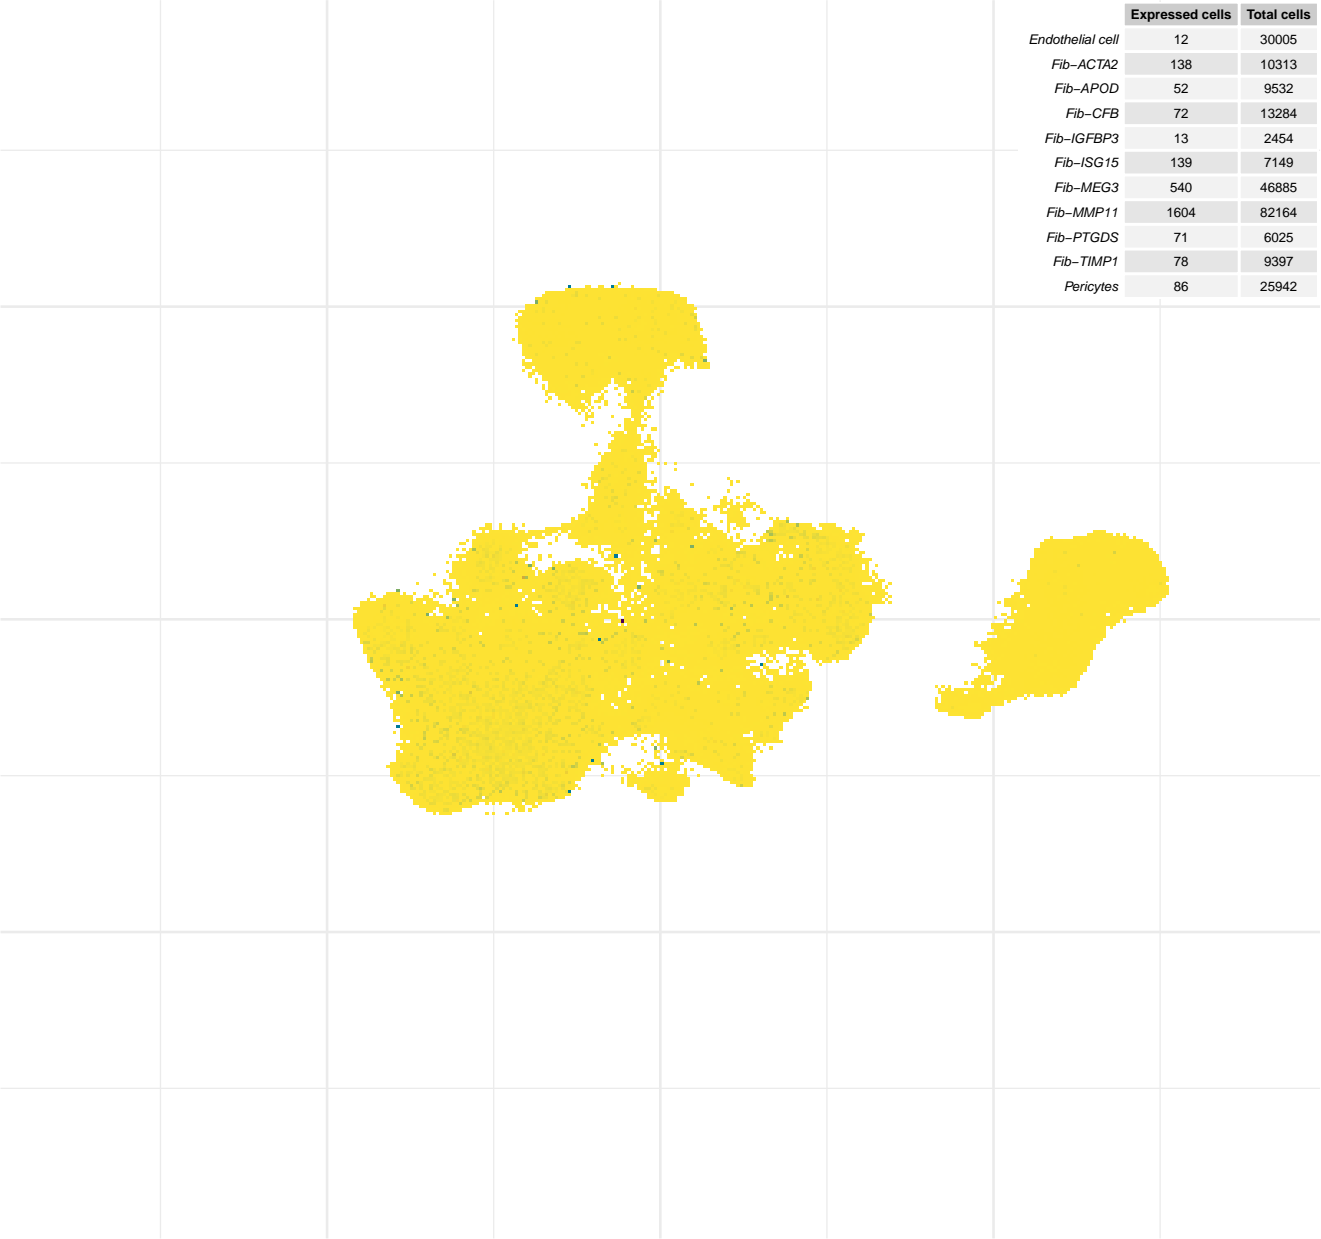 Expressed cells Total cells
Endothelial cell 12 30005
Fib−ACTA2 138 10313
Fib−APOD 52 9532
Fib−CFB 72 13284
Fib−IGFBP3 13 2454
Fib−ISG15 139 7149
Fib−MEG3 540 46885
Fib−MMP11 1604 82164
Fib−PTGDS 71 6025
Fib−TIMP1 78 9397
Pericytes 86 25942